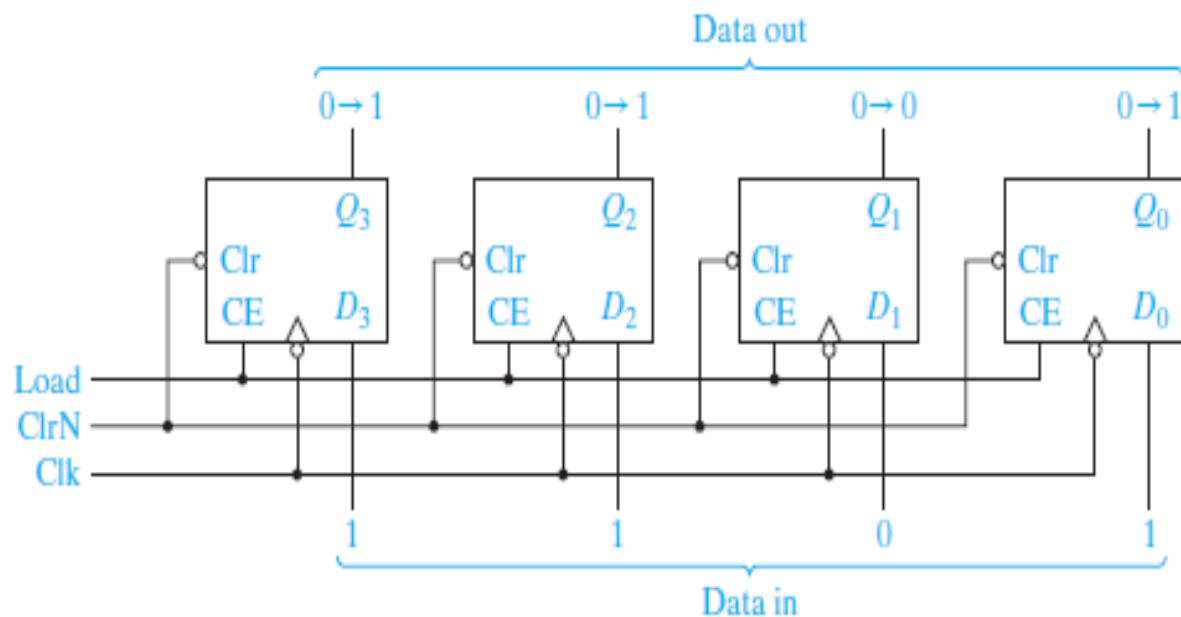 Data out
0→1 0→1 0→0 0→1
Q3 Q2 Q1 Q0
Clr Clr Clr Clr
CE D3 CE D2 CE D1 CE D0
Load
ClrN
Clk
1 1 0 1
Data in